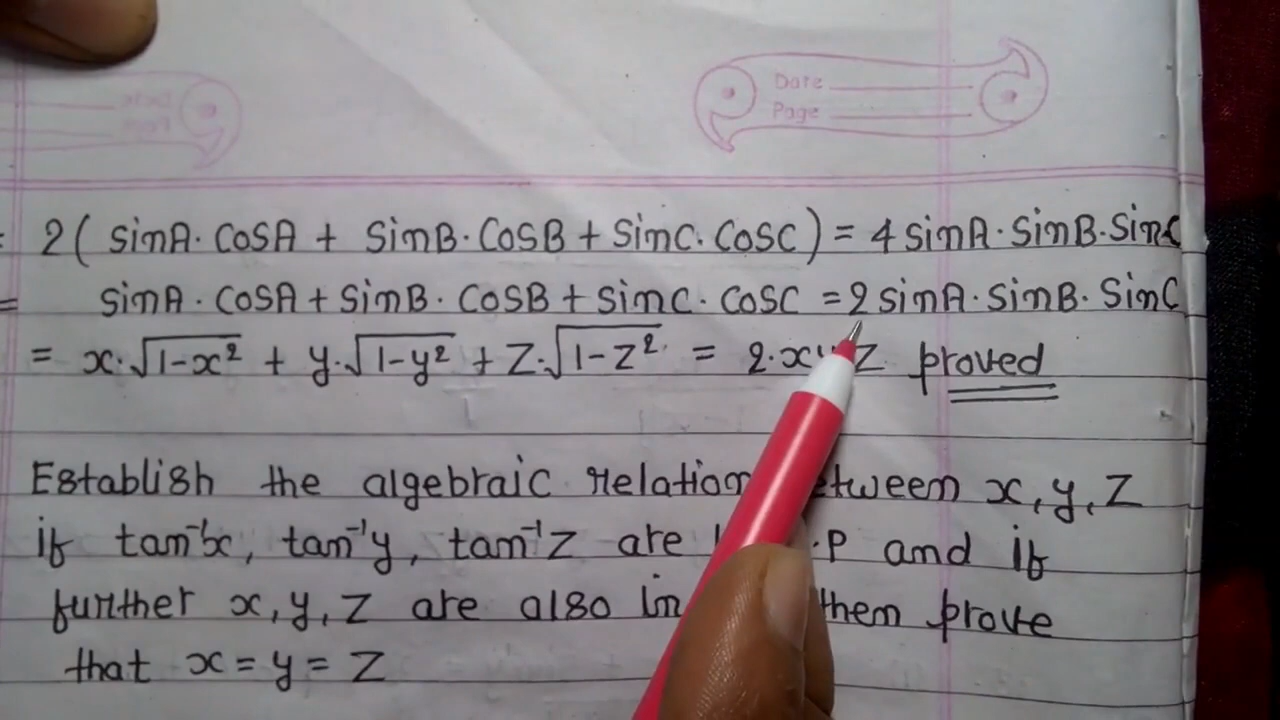 Date
Page
2 ( sinA. CosA + SinB. CosB + SinC. CosC ) = 4 sinA. SinB. SinC
= sinA. cosA + sinB. cosB + sinc. cosC = 2 sinA. sinB. SinC
= x.√1-x² + y.√1-y² + Z.√1-Z² = 2.xyZ proved
Establish the algebraic relation between x, y, Z
if tan⁻¹x, tan⁻¹y, tan⁻¹Z are .P and if
further x, y, Z are also in then prove
that x = y = Z